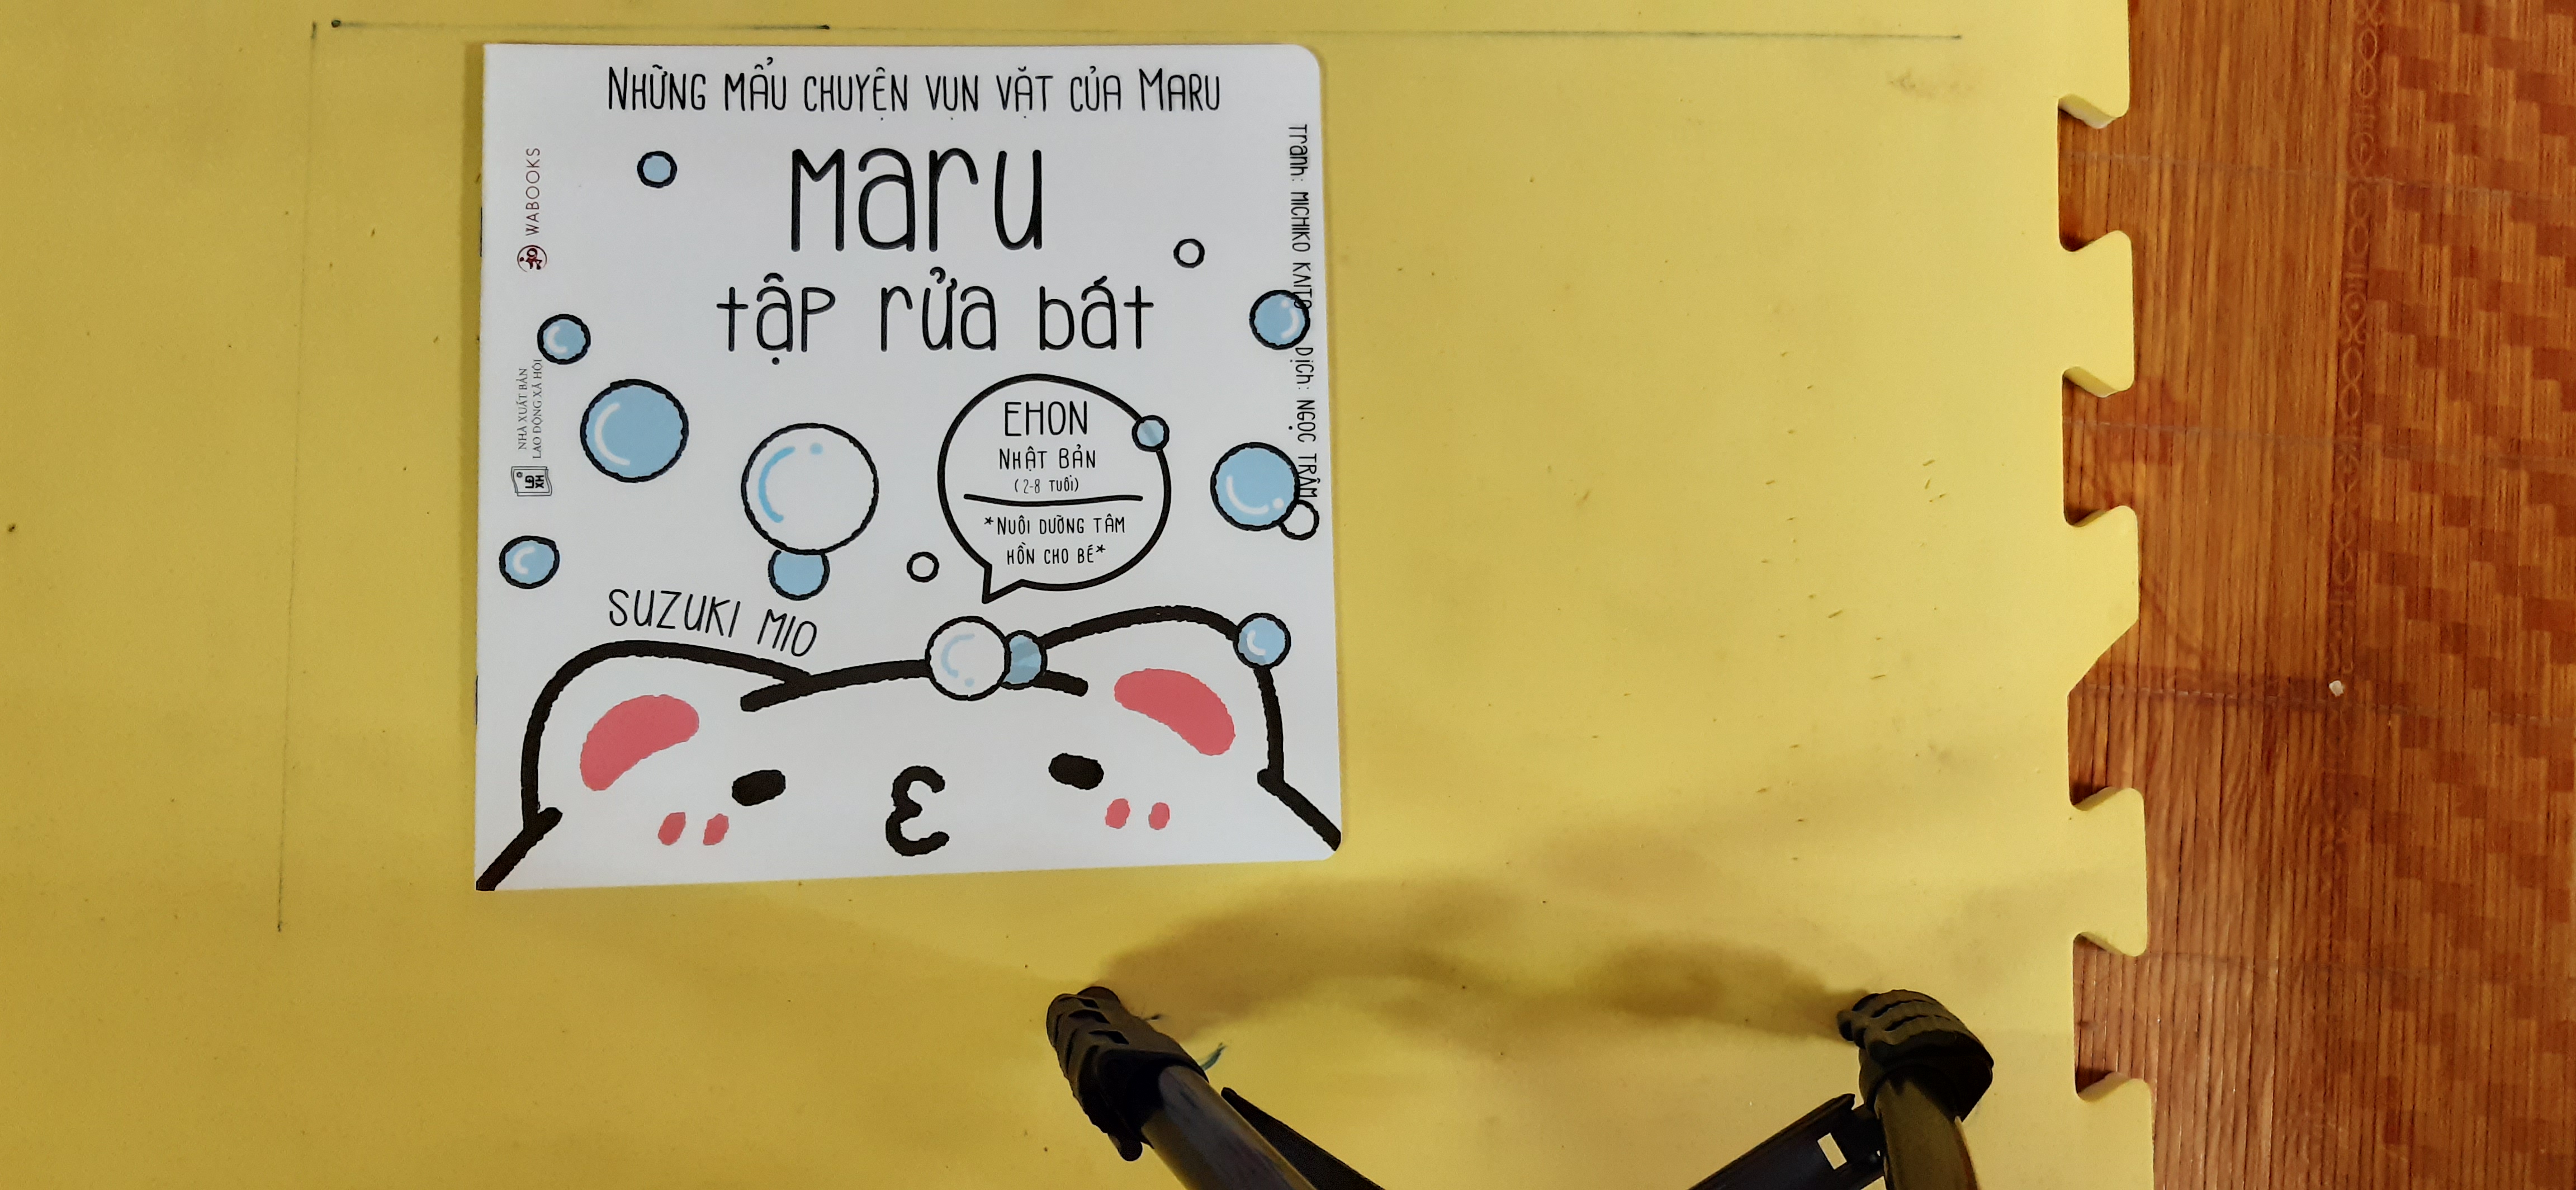 NHỮNG MẨU CHUYỆN VỤN VẶT CỦA MARU
Maru
tập rửa bát
WABOOKS
NHÀ XUẤT BẢN
LAO ĐỘNG XÃ HỘI
Tranh: MICHIKO KAITO Dịch: NGỌC TRÂM
EHON
NHẬT BẢN
(2-8 TUỔI)
*NUÔI DƯỠNG TÂM
HỒN CHO BÉ*
SUZUKI MIO